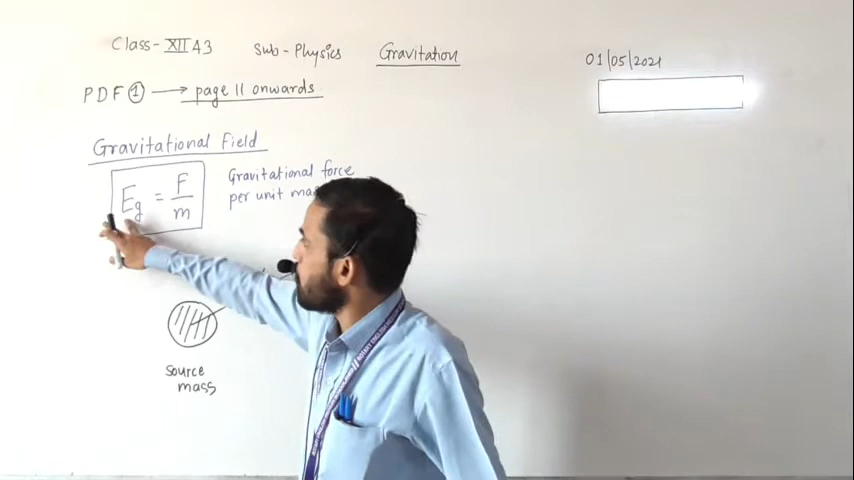 Class-XII 43 Sub-Physics Gravitation 01/05/2021
PDF ① → page 11 onwards
Gravitational Field
Eg = F/m
Gravitational force
per unit
source
mass